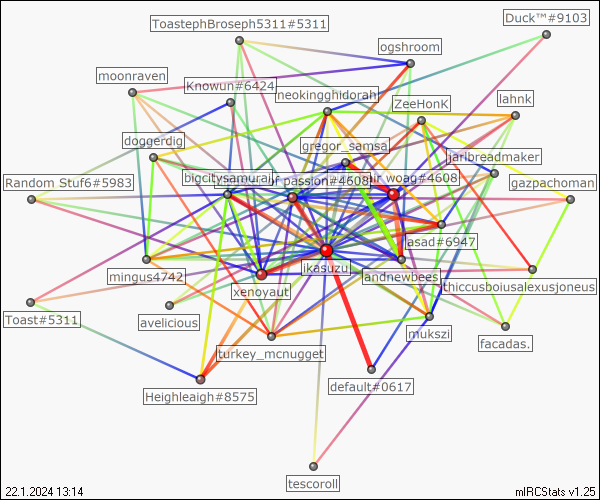 ToastephBroseph5311#5311
Duck™#9103
ogshroom
moonraven
Knowun#6424
neokingghidorah
ZeeHonK
lahnk
doggerdig
gregor_samsa
jarlbreadmaker
Random Stuf6#5983
bigcitysamurai
of passion#4608
woag#4608
gazpachoman
asad#6947
mingus4742
ikasuzu
andnewbees
xenoyaut
thiccusboiusalexusjoneus
Toast#5311
avelicious
mukszi
facadas.
turkey_mcnugget
default#0617
Heighleaigh#8575
tescoroll
22.1.2024 13:14
mIRCStats v1.25